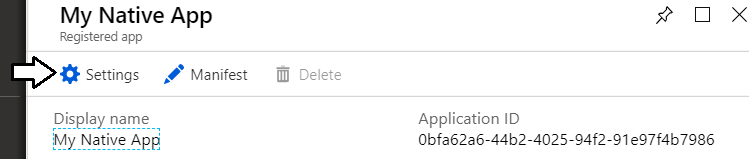 My Native App
Registered app
Settings Manifest Delete
Display name Application ID
My Native App 0bfa62a6-44b2-4025-94f2-91e97f4b7986